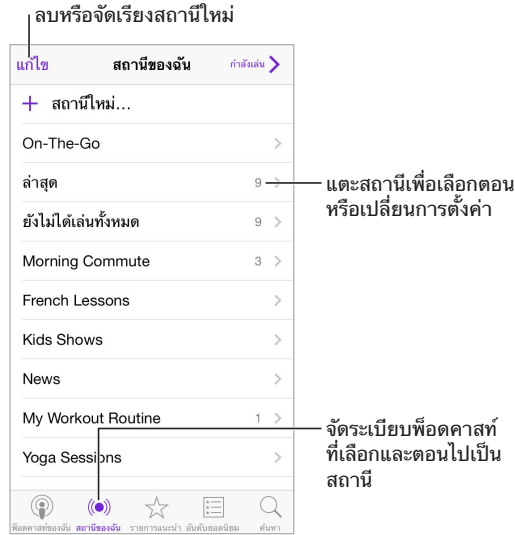 ลบหรือจัดเรียงสถานีใหม่
แก้ไข สถานีของฉัน กำลังเล่น
สถานีใหม่...
On-The-Go
ล่าสุด 9
แตะสถานีเพื่อเลือกตอน
หรือเปลี่ยนการตั้งค่า
ยังไม่ได้เล่นทั้งหมด 9
Morning Commute 3
French Lessons
Kids Shows
News
My Workout Routine 1
จัดระเบียบพ็อดคาสท์
ที่เลือกและตอนไปเป็น
สถานี
Yoga Sessions
พ็อดคาสท์ของฉัน สถานีของฉัน รายการแนะนำ อันดับยอดนิยม ค้นหา